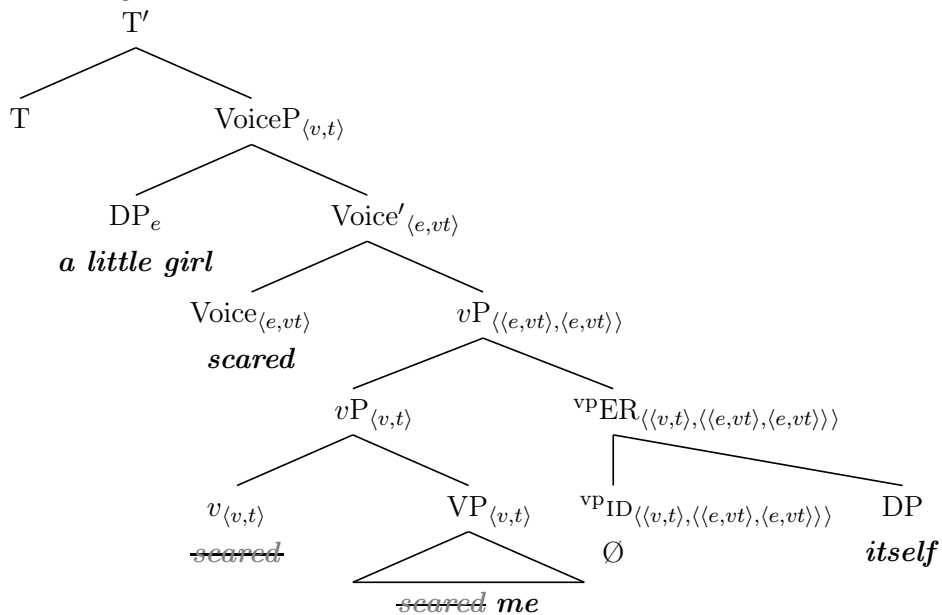 T′
T VoiceP⟨v,t⟩
DP_e Voice′⟨e,vt⟩
a little girl
Voice⟨e,vt⟩ vP⟨⟨e,vt⟩,⟨e,vt⟩⟩
scared
vP⟨v,t⟩ ᵛᵖER⟨⟨v,t⟩,⟨⟨e,vt⟩,⟨e,vt⟩⟩⟩
v⟨v,t⟩ VP⟨v,t⟩ ᵛᵖID⟨⟨v,t⟩,⟨⟨e,vt⟩,⟨e,vt⟩⟩⟩ DP
scared Ø itself
scared me